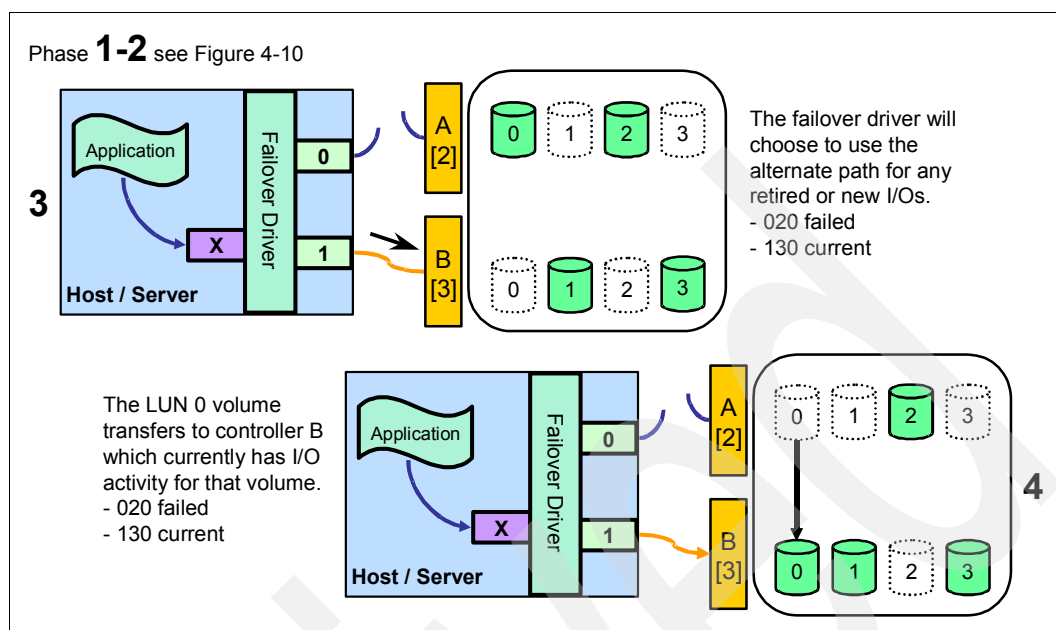 Phase 1-2 see Figure 4-10
3
Application
Failover Driver
0
X
1
Host / Server
A
[2]
B
[3]
0
1
2
3
0
1
2
3
The failover driver will
choose to use the
alternate path for any
retired or new I/Os.
- 020 failed
- 130 current
The LUN 0 volume
transfers to controller B
which currently has I/O
activity for that volume.
- 020 failed
- 130 current
Application
Failover Driver
0
X
1
Host / Server
A
[2]
B
[3]
0
1
2
3
0
1
2
3
4